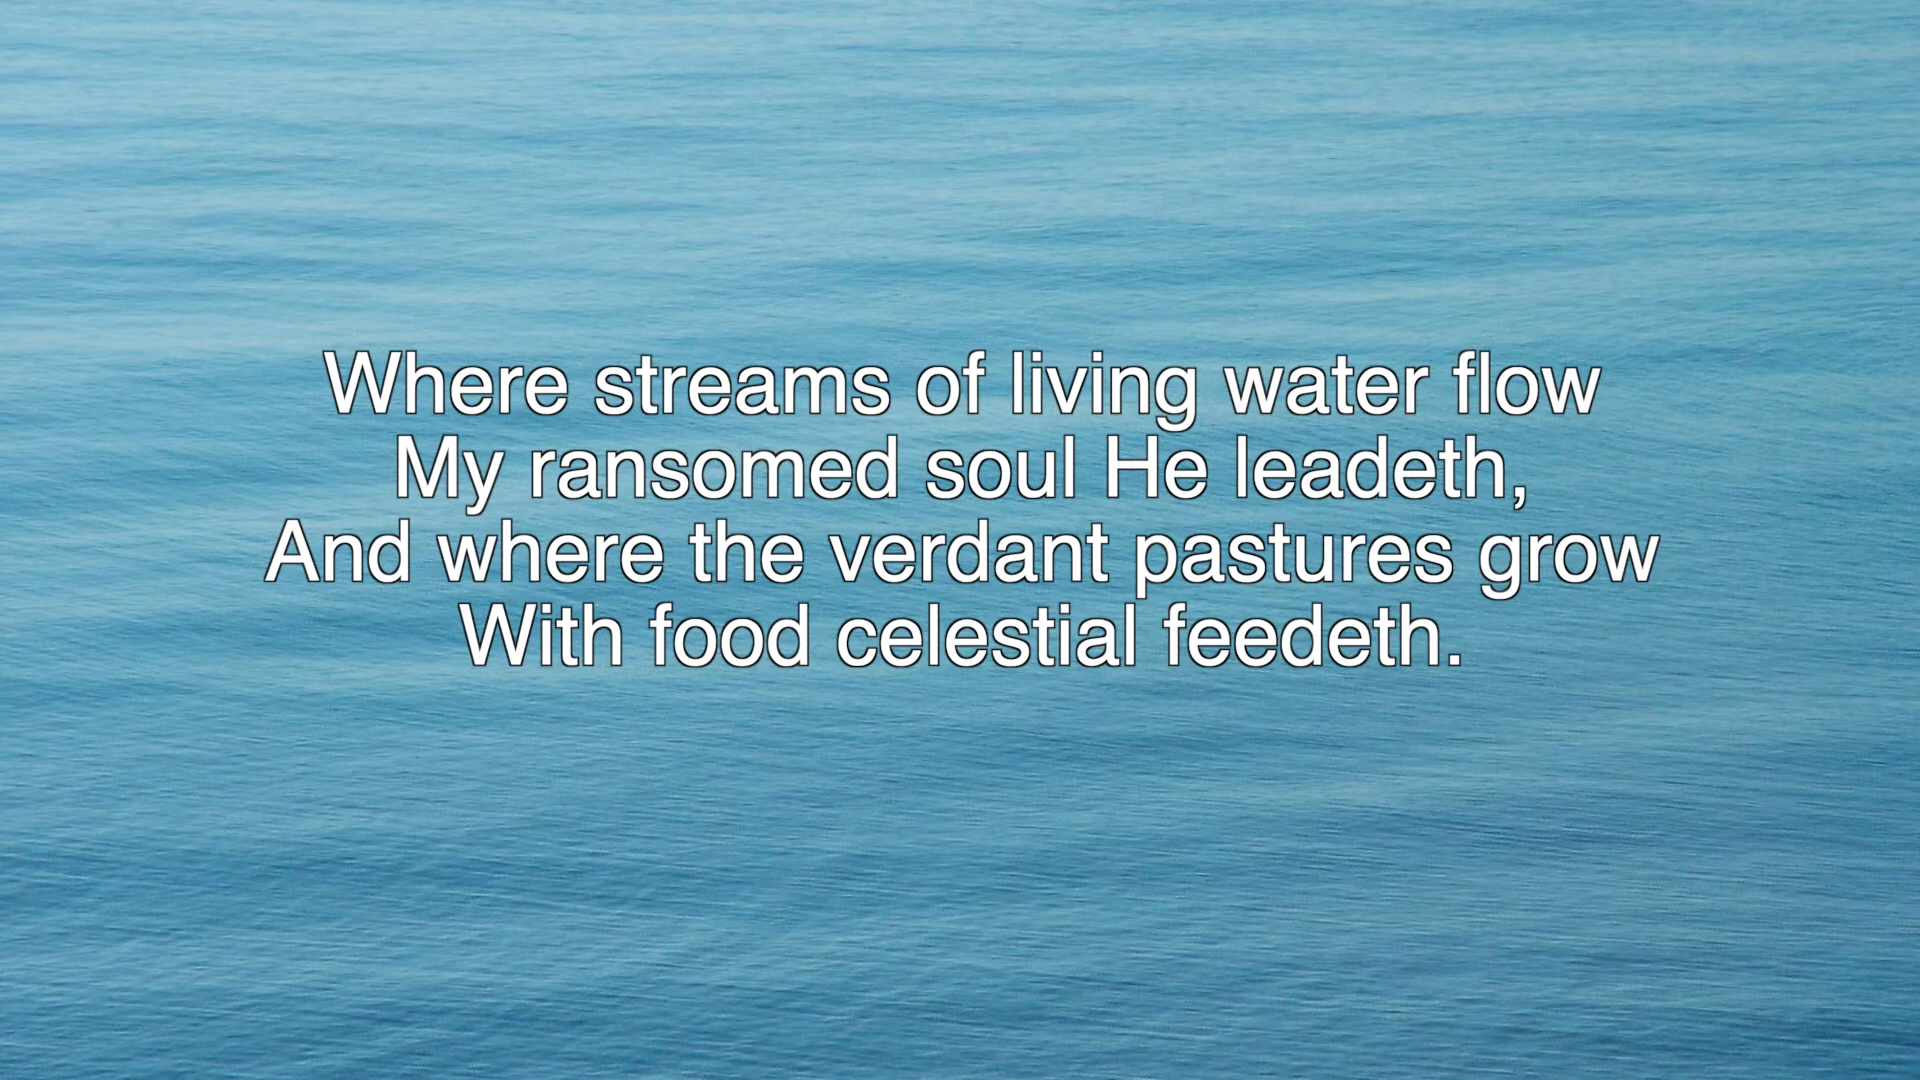 Where streams of living water flow
My ransomed soul He leadeth,
And where the verdant pastures grow
With food celestial feedeth.